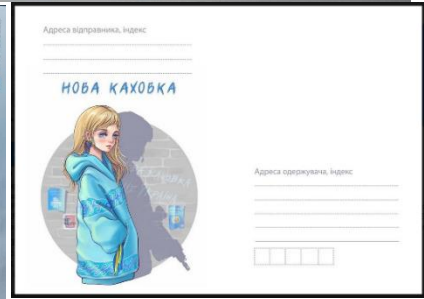 Адреса відправника, індекс
НОВА КАХОВКА
Адреса одержувача, індекс